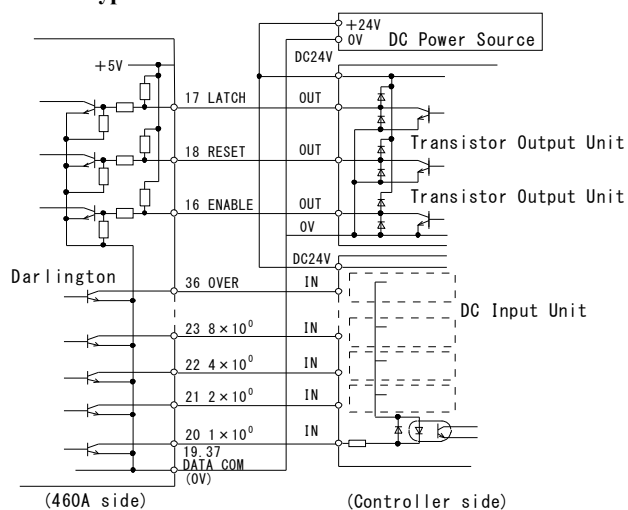 +24V
0V
DC Power Source
DC24V
+5V
17 LATCH
OUT
Transistor Output Unit
18 RESET
OUT
Transistor Output Unit
16 ENABLE
OUT
0V
DC24V
Darlington
36 OVER
IN
DC Input Unit
23 8×10⁰
IN
22 4×10⁰
IN
21 2×10⁰
IN
20 1×10⁰
IN
19.37
DATA COM
(0V)
(460A side)
(Controller side)